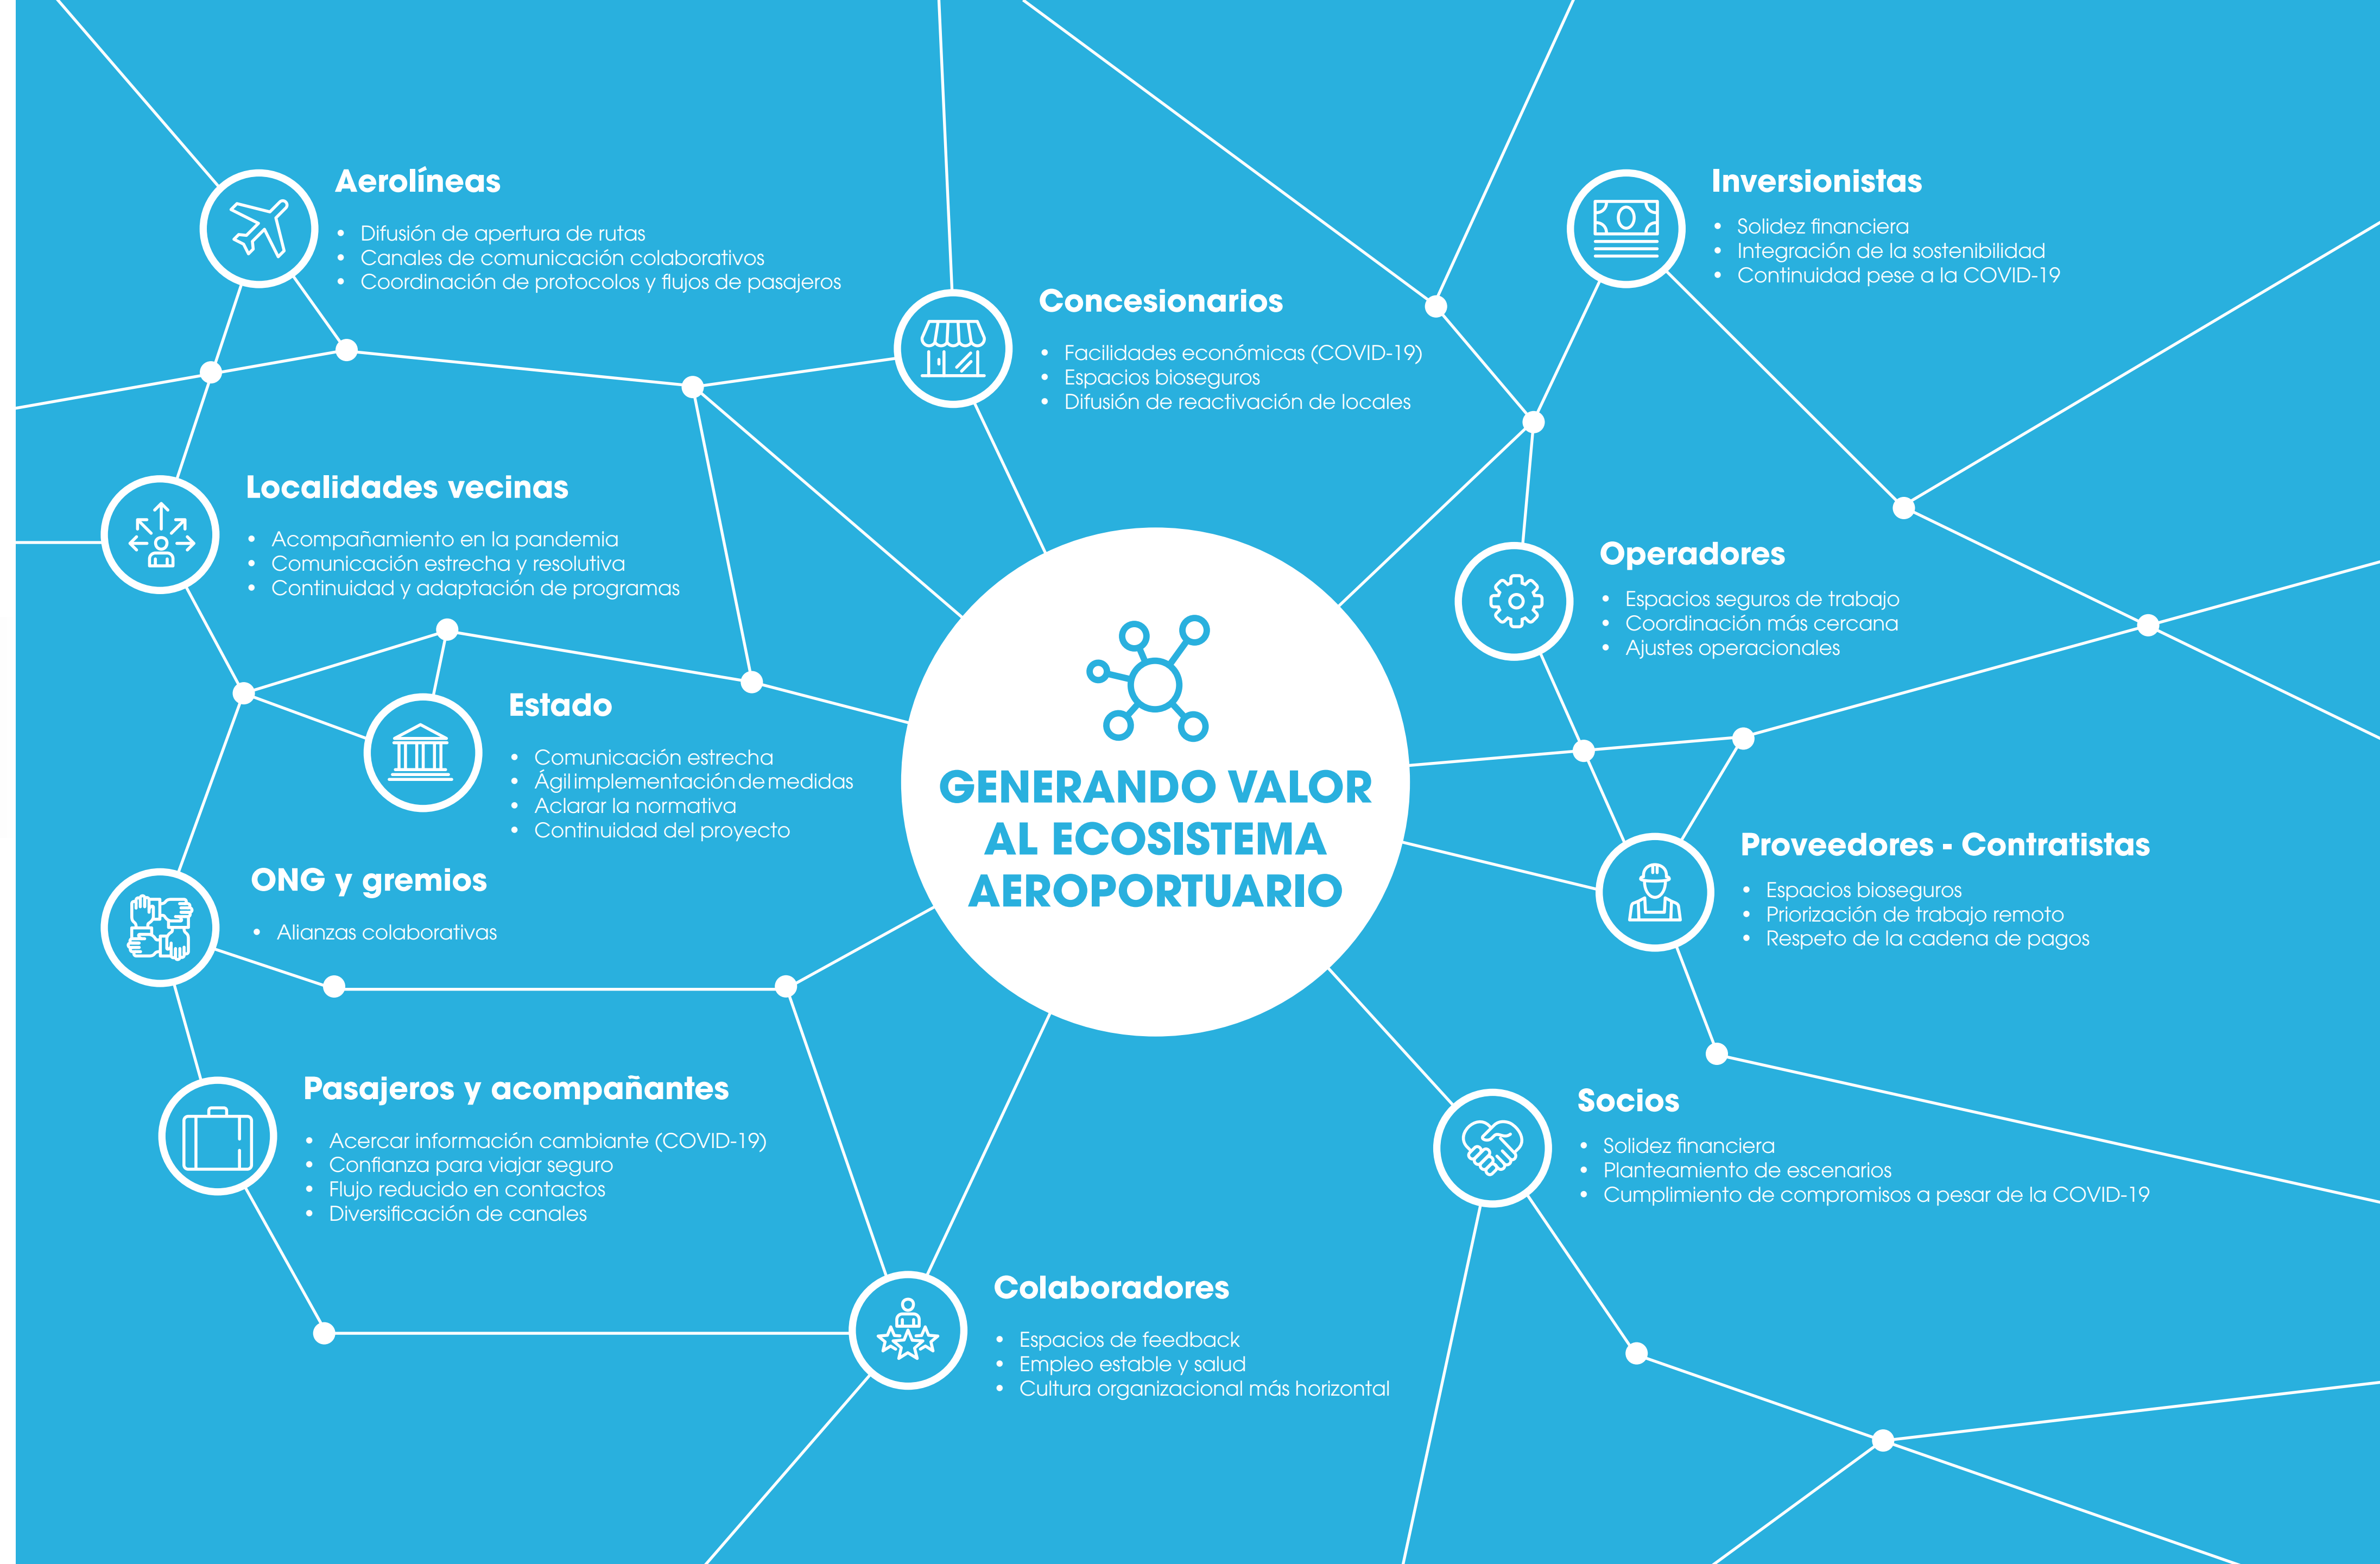 Aerolíneas
• Difusión de apertura de rutas
• Canales de comunicación colaborativos
• Coordinación de protocolos y flujos de pasajeros
Concesionarios
• Facilidades económicas (COVID-19)
• Espacios bioseguros
• Difusión de reactivación de locales
Inversionistas
• Solidez financiera
• Integración de la sostenibilidad
• Continuidad pese a la COVID-19
Localidades vecinas
• Acompañamiento en la pandemia
• Comunicación estrecha y resolutiva
• Continuidad y adaptación de programas
Operadores
• Espacios seguros de trabajo
• Coordinación más cercana
• Ajustes operacionales
Estado
• Comunicación estrecha
• Ágil implementación de medidas
• Aclarar la normativa
• Continuidad del proyecto
GENERANDO VALOR
AL ECOSISTEMA
AEROPORTUARIO
Proveedores - Contratistas
• Espacios bioseguros
• Priorización de trabajo remoto
• Respeto de la cadena de pagos
ONG y gremios
• Alianzas colaborativas
Pasajeros y acompañantes
• Acercar información cambiante (COVID-19)
• Confianza para viajar seguro
• Flujo reducido en contactos
• Diversificación de canales
Socios
• Solidez financiera
• Planteamiento de escenarios
• Cumplimiento de compromisos a pesar de la COVID-19
Colaboradores
• Espacios de feedback
• Empleo estable y salud
• Cultura organizacional más horizontal